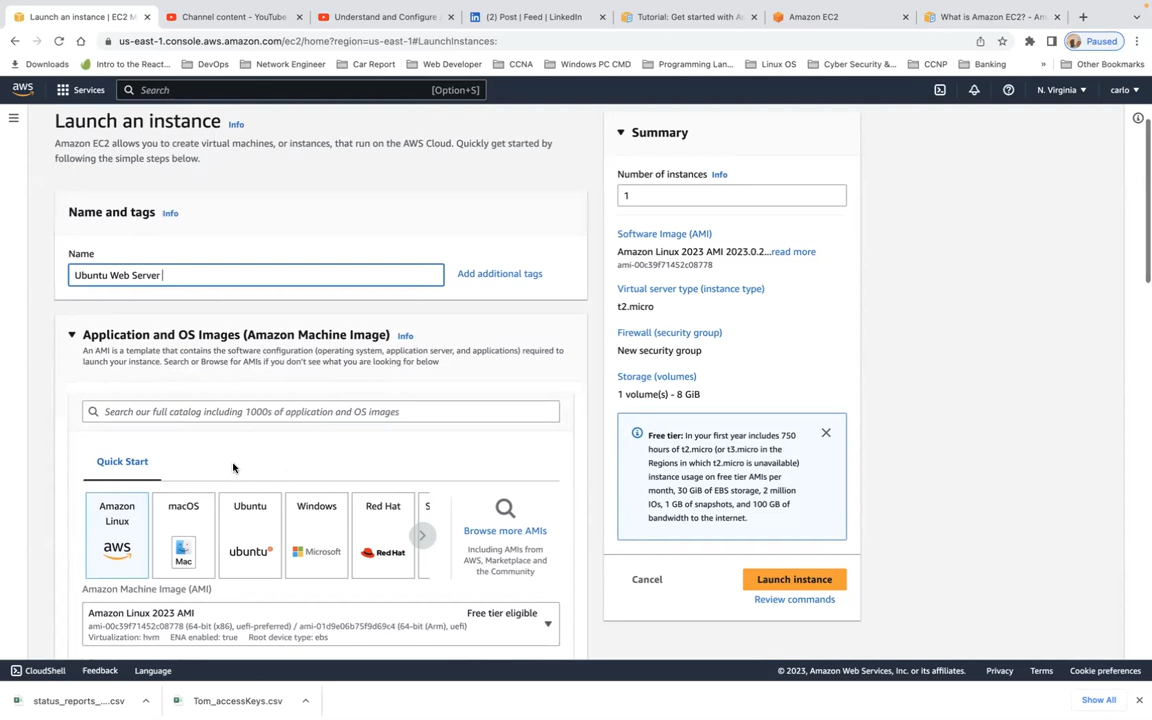 Launch an instance | EC2 M
Channel content - YouTube
Understand and Configure
(2) Post | Feed | LinkedIn
Tutorial: Get started with Am
Amazon EC2
What is Amazon EC2? - Am
us-east-1.console.aws.amazon.com/ec2/home?region=us-east-1#LaunchInstances:
Paused
Downloads
Intro to the React...
DevOps
Network Engineer
Car Report
Web Developer
CCNA
Windows PC CMD
Programming Lan...
Linux OS
Cyber Security &...
CCNP
Banking
»
Other Bookmarks
aws
Services
Search
[Option+S]
N. Virginia
carlo
Launch an instance Info
Amazon EC2 allows you to create virtual machines, or instances, that run on the AWS Cloud. Quickly get started by
following the simple steps below.
Name and tags Info
Name
Ubuntu Web Server
Add additional tags
Application and OS Images (Amazon Machine Image) Info
An AMI is a template that contains the software configuration (operating system, application server, and applications) required to
launch your instance. Search or Browse for AMIs if you don't see what you are looking for below
Search our full catalog including 1000s of application and OS images
Quick Start
Amazon
Linux
aws
macOS
Mac
Ubuntu
ubuntu
Windows
Microsoft
Red Hat
Red Hat
S
Browse more AMIs
Including AMIs from
AWS, Marketplace and
the Community
Amazon Machine Image (AMI)
Amazon Linux 2023 AMI
Free tier eligible
ami-00c39f71452c08778 (64-bit (x86), uefi-preferred) / ami-01d9e06b75f9d69c4 (64-bit (Arm), uefi)
Virtualization: hvm ENA enabled: true Root device type: ebs
Summary
Number of instances Info
1
Software Image (AMI)
Amazon Linux 2023 AMI 2023.0.2...read more
ami-00c39f71452c08778
Virtual server type (instance type)
t2.micro
Firewall (security group)
New security group
Storage (volumes)
1 volume(s) - 8 GiB
Free tier: In your first year includes 750
hours of t2.micro (or t3.micro in the
Regions in which t2.micro is unavailable)
instance usage on free tier AMIs per
month, 30 GiB of EBS storage, 2 million
IOs, 1 GB of snapshots, and 100 GB of
bandwidth to the internet.
Cancel
Launch instance
Review commands
CloudShell
Feedback
Language
© 2023, Amazon Web Services, Inc. or its affiliates.
Privacy
Terms
Cookie preferences
status_reports_....csv
Tom_accessKeys.csv
Show All